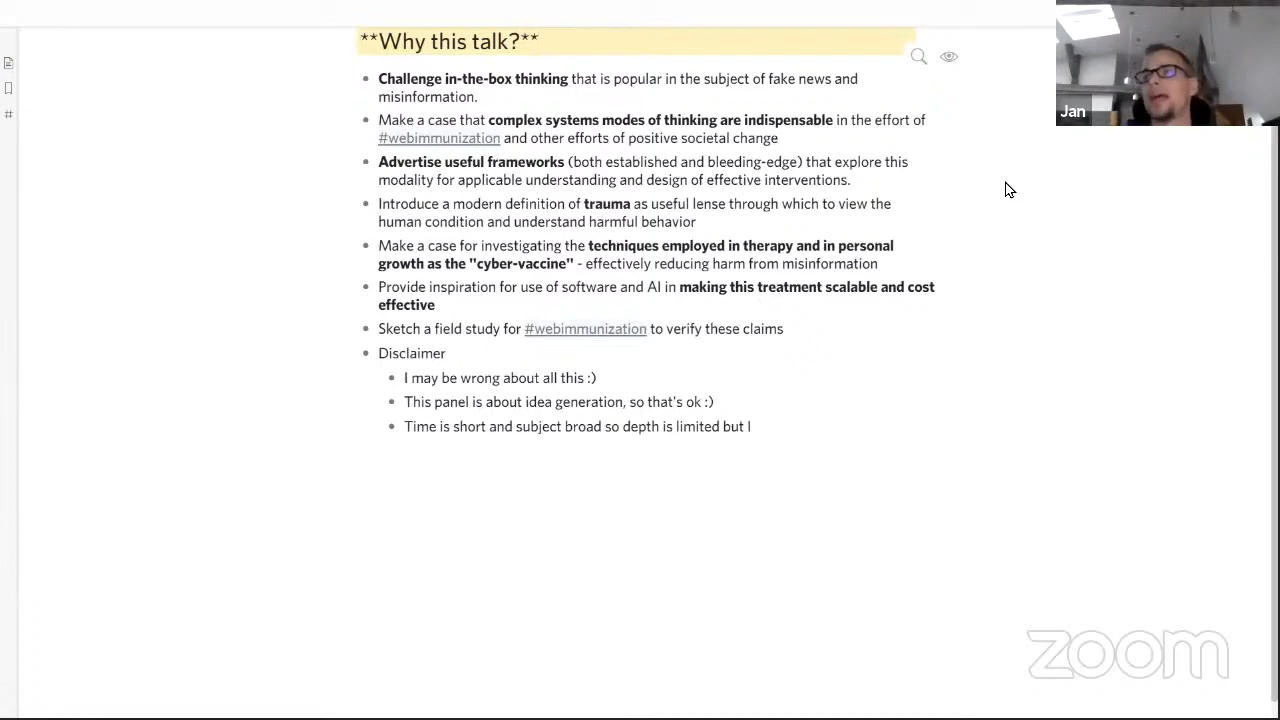 **Why this talk?**
Challenge in-the-box thinking that is popular in the subject of fake news and
misinformation.
Make a case that complex systems modes of thinking are indispensable in the effort of
#webimmunization and other efforts of positive societal change
Advertise useful frameworks (both established and bleeding-edge) that explore this
modality for applicable understanding and design of effective interventions.
Introduce a modern definition of trauma as useful lense through which to view the
human condition and understand harmful behavior
Make a case for investigating the techniques employed in therapy and in personal
growth as the "cyber-vaccine" - effectively reducing harm from misinformation
Provide inspiration for use of software and AI in making this treatment scalable and cost
effective
Sketch a field study for #webimmunization to verify these claims
Disclaimer
I may be wrong about all this :)
This panel is about idea generation, so that's ok :)
Time is short and subject broad so depth is limited but I
Jan
zoom